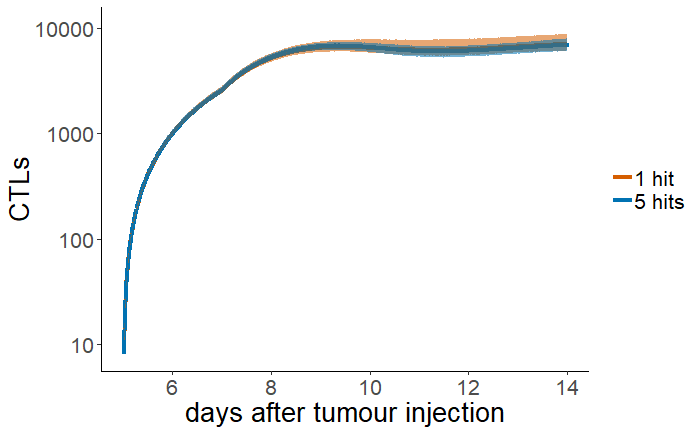 10000
1000
100
10
CTLs
6 8 10 12 14
days after tumour injection
1 hit
5 hits